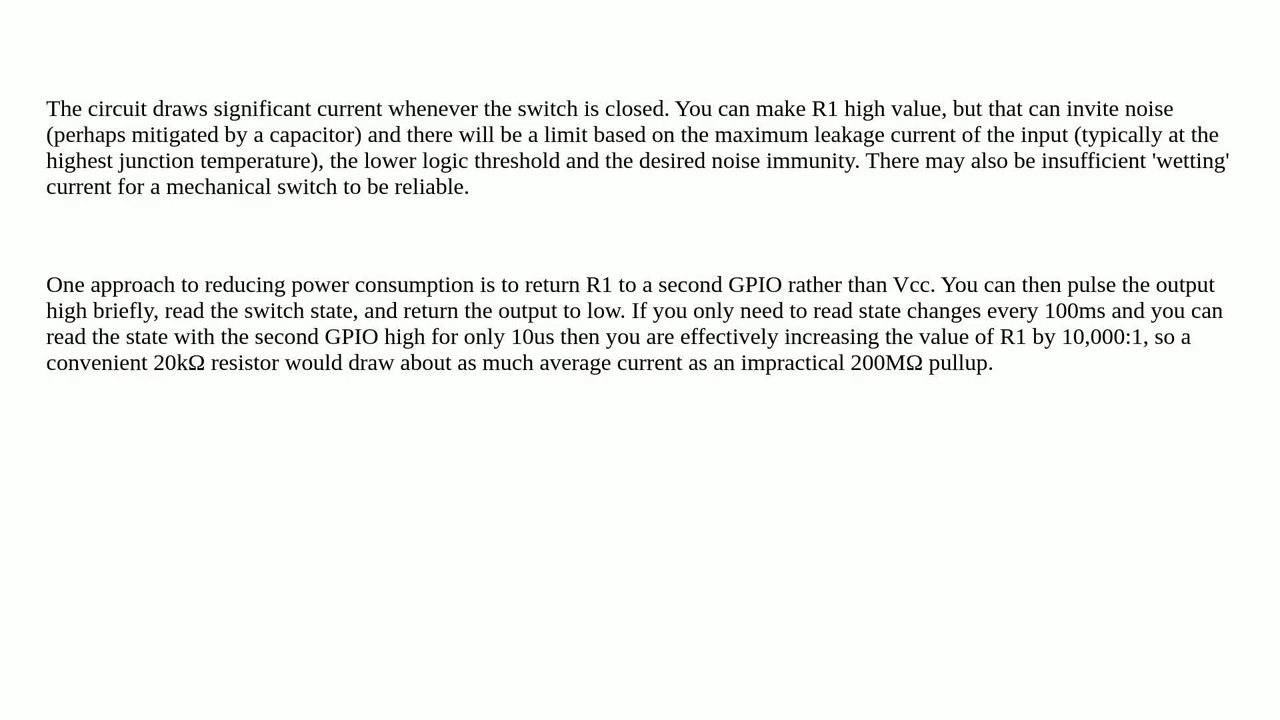 The circuit draws significant current whenever the switch is closed. You can make R1 high value, but that can invite noise
(perhaps mitigated by a capacitor) and there will be a limit based on the maximum leakage current of the input (typically at the
highest junction temperature), the lower logic threshold and the desired noise immunity. There may also be insufficient 'wetting'
current for a mechanical switch to be reliable.
One approach to reducing power consumption is to return R1 to a second GPIO rather than Vcc. You can then pulse the output
high briefly, read the switch state, and return the output to low. If you only need to read state changes every 100ms and you can
read the state with the second GPIO high for only 10us then you are effectively increasing the value of R1 by 10,000:1, so a
convenient 20kΩ resistor would draw about as much average current as an impractical 200MΩ pullup.